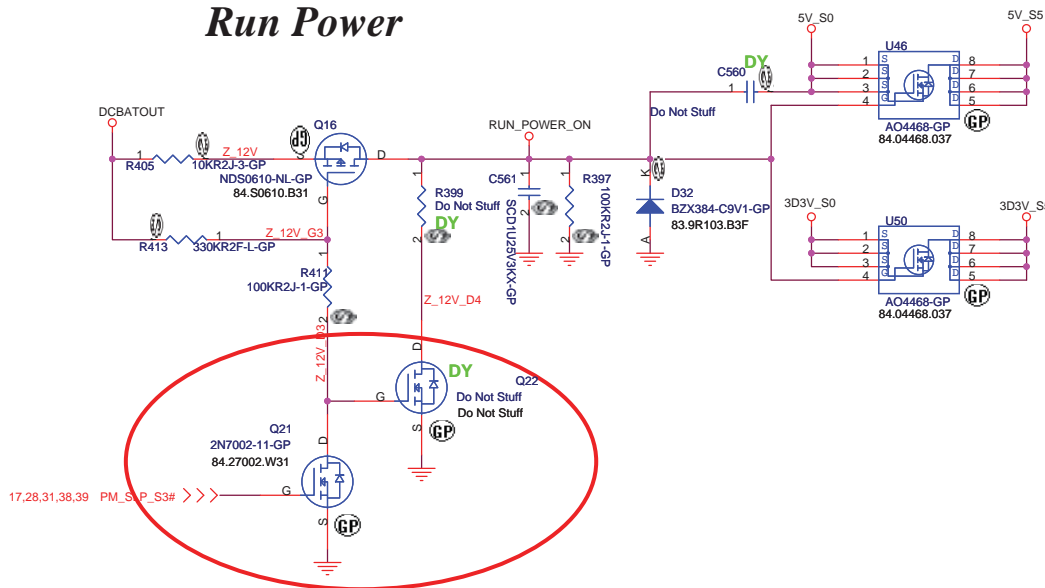 Run Power
5V_S0
5V_S5
U46
DY
C560
1
1 S D 8
2 S D 7
3 S D 6
4 G D 5
Do Not Stuff
AO4468-GP
84.04468.037
GP
DCBATOUT
GP
Q16
RUN_POWER_ON
1
Z_12V
S
D
R405
10KR2J-3-GP
NDS0610-NL-GP
84.S0610.B31
G
1
R399
Do Not Stuff
DY
2
C561
1
2
SCD1U25V3KX-GP
1
R397
2
100KR2J-1-GP
K
D32
BZX384-C9V1-GP
83.9R103.B3F
A
3D3V_S0
3D3V_S
U50
1 S D 8
2 S D 7
3 S D 6
4 G D 5
AO4468-GP
84.04468.037
GP
Z_12V_G3
R413
330KR2F-L-GP
1
1
R411
100KR2J-1-GP
2
Z_12V_D3
Z_12V_D4
D
DY
Q22
G
Do Not Stuff
Do Not Stuff
S
GP
Q21
2N7002-11-GP
84.27002.W31
D
17,28,31,38,39 PM_SLP_S3#
G
S
GP